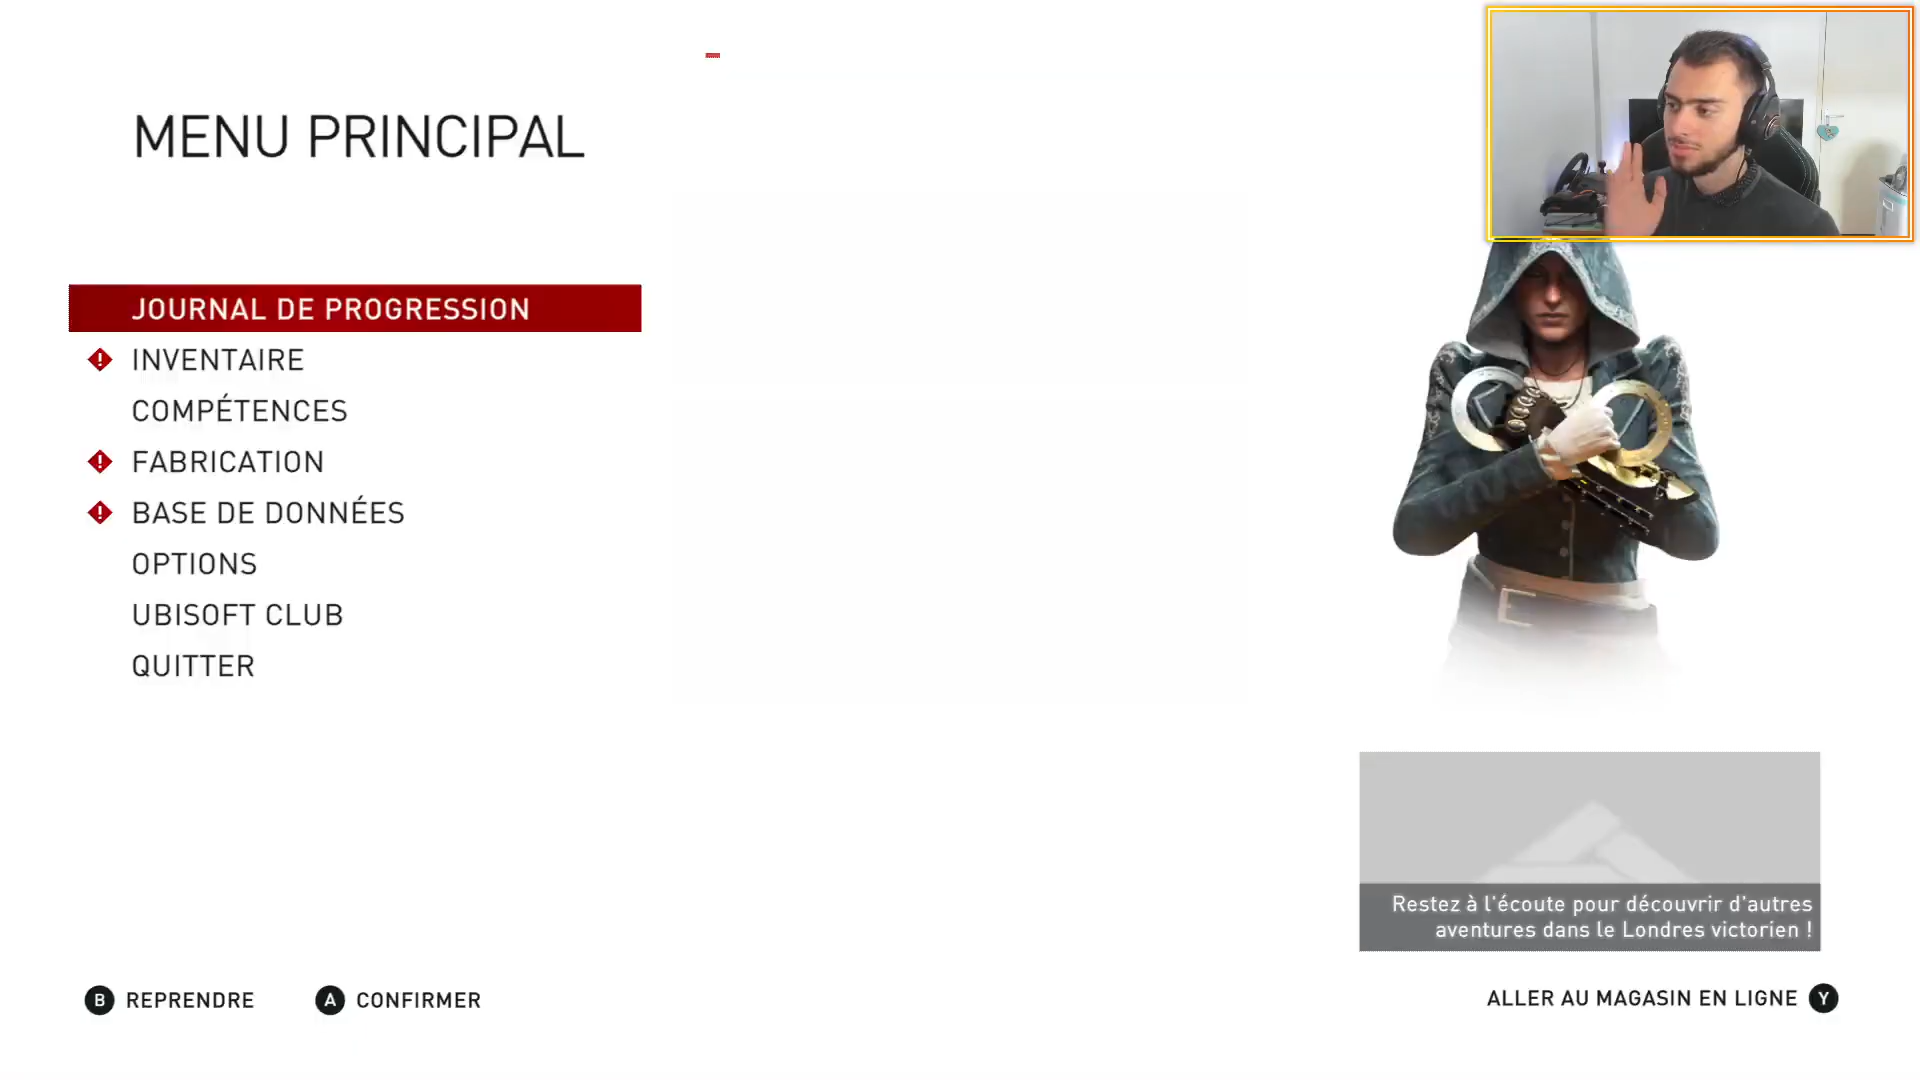 MENU PRINCIPAL
JOURNAL DE PROGRESSION
INVENTAIRE
COMPÉTENCES
FABRICATION
BASE DE DONNÉES
OPTIONS
UBISOFT CLUB
QUITTER
Restez à l'écoute pour découvrir d'autres
aventures dans le Londres victorien !
B REPRENDRE
A CONFIRMER
ALLER AU MAGASIN EN LIGNE Y